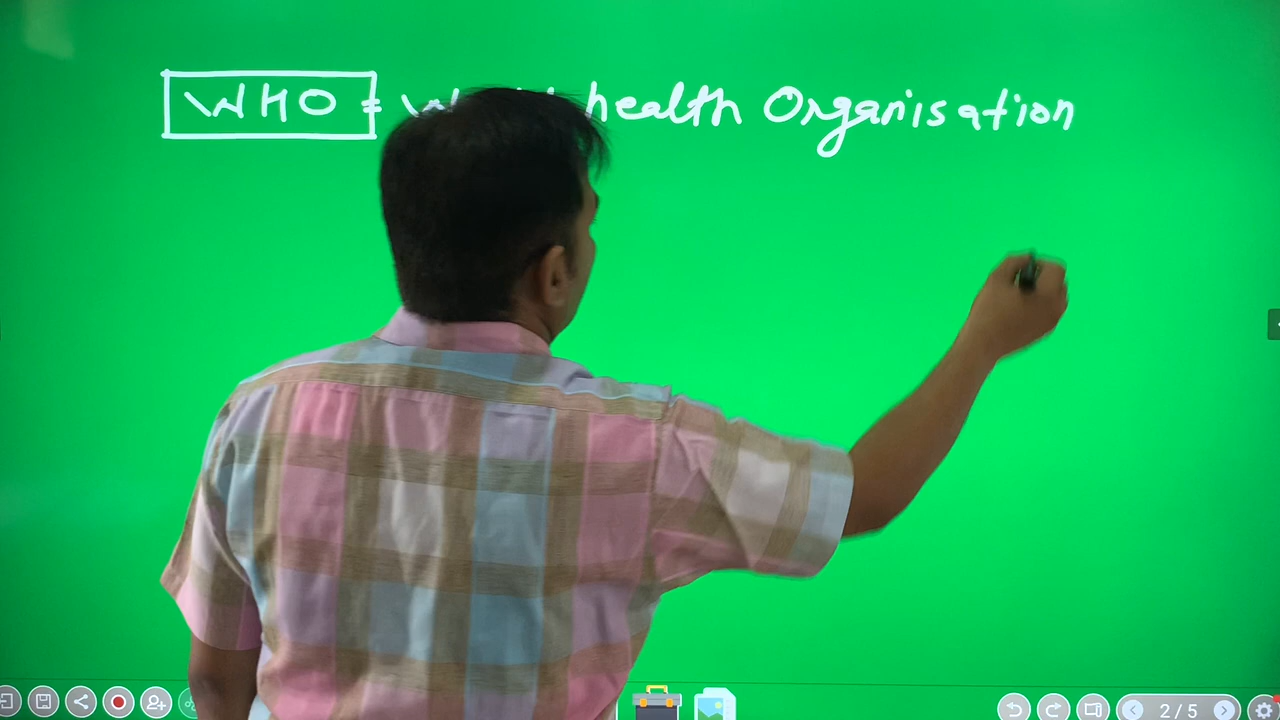 WHO = health Organisation
2/5